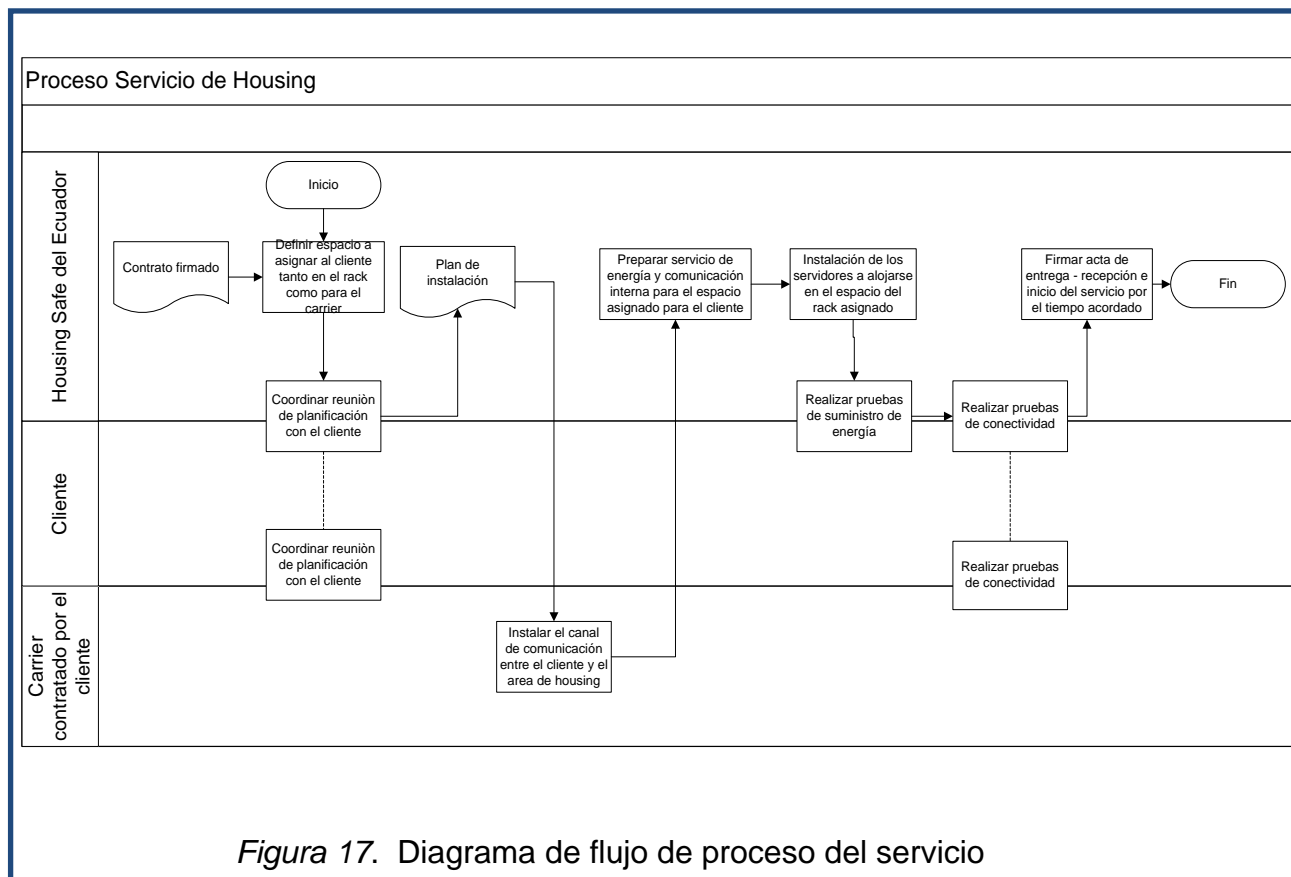 Proceso Servicio de Housing
Housing Safe del Ecuador
Inicio
Contrato firmado
Definir espacio a
asignar al cliente
tanto en el rack
como para el
carrier
Plan de
instalación
Preparar servicio de
energía y comunicación
interna para el espacio
asignado para el cliente
Instalación de los
servidores a alojarse
en el espacio del
rack asignado
Firmar acta de
entrega - recepción e
inicio del servicio por
el tiempo acordado
Fin
Coordinar reuniòn
de planificación
con el cliente
Realizar pruebas
de suministro de
energía
Realizar pruebas
de conectividad
Cliente
Coordinar reuniòn
de planificación
con el cliente
Realizar pruebas
de conectividad
Carrier
contratado por el
cliente
Instalar el canal
de comunicación
entre el cliente y el
area de housing
Figura 17. Diagrama de flujo de proceso del servicio